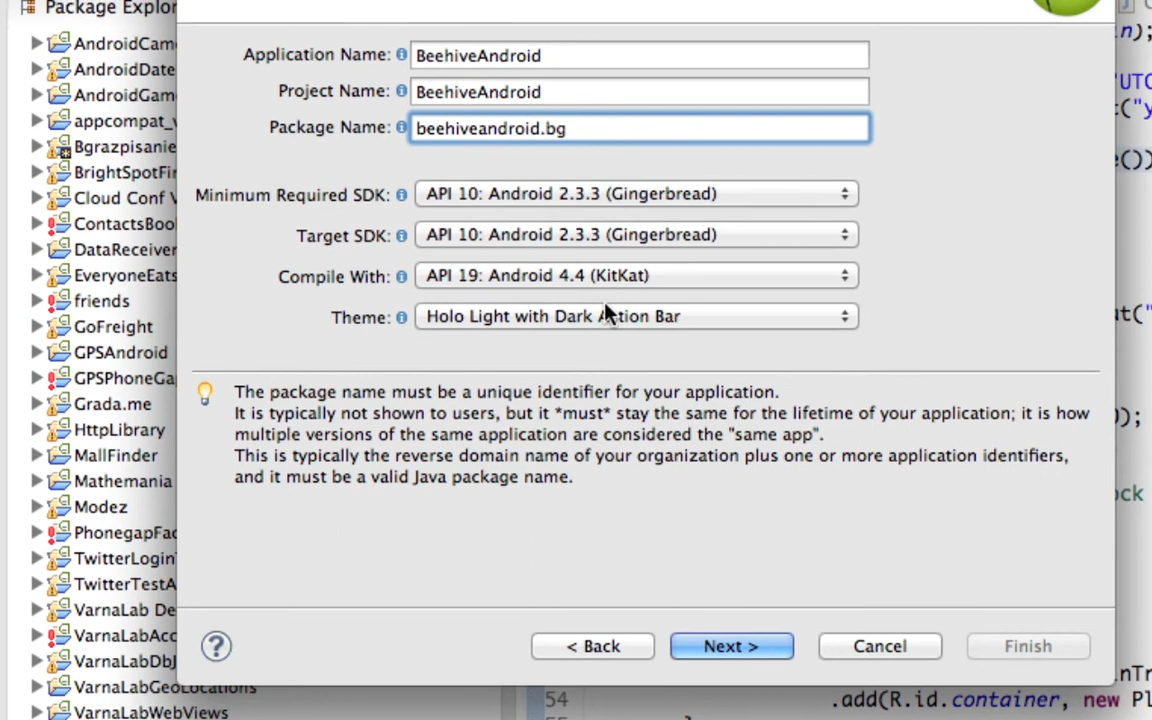 Package Explor
AndroidCam
AndroidDate
AndroidGam
appcompat_v
Bgrazpisanie
BrightSpotFir
Cloud Conf V
ContactsBool
DataReceiver
EveryoneEats
friends
GoFreight
GPSAndroid
GPSPhoneGa
Grada.me
HttpLibrary
MallFinder
Mathemania
Modez
PhonegapFac
TwitterLogin
TwitterTestA
VarnaLab De
VarnaLabAcc
VarnaLabDbJ
VarnaLabGeoLocations
VarnaLabWebViews
Application Name: BeehiveAndroid
Project Name: BeehiveAndroid
Package Name: beehiveandroid.bg
Minimum Required SDK: API 10: Android 2.3.3 (Gingerbread)
Target SDK: API 10: Android 2.3.3 (Gingerbread)
Compile With: API 19: Android 4.4 (KitKat)
Theme: Holo Light with Dark Action Bar
The package name must be a unique identifier for your application.
It is typically not shown to users, but it *must* stay the same for the lifetime of your application; it is how
multiple versions of the same application are considered the "same app".
This is typically the reverse domain name of your organization plus one or more application identifiers,
and it must be a valid Java package name.
? < Back Next > Cancel Finish
n);
'UTC
t("y
e())
ut("
);
ock
nTr
54 .add(R.id.container, new Pl